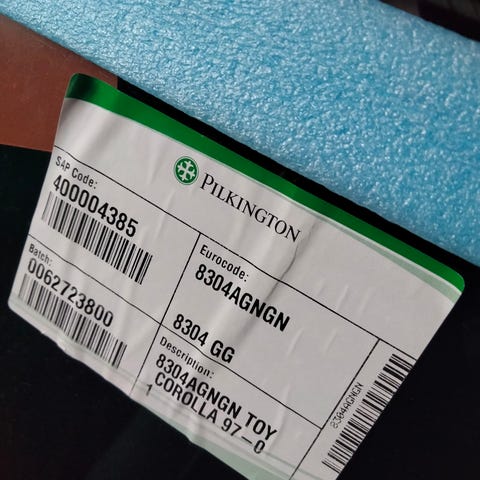 PILKINGTON
SAP Code:
400004385
Batch:
0062723800
Eurocode:
8304AGNGN
8304 GG
Description:
8304AGNGN TOY
COROLLA 97-0
1
8304AGNGN